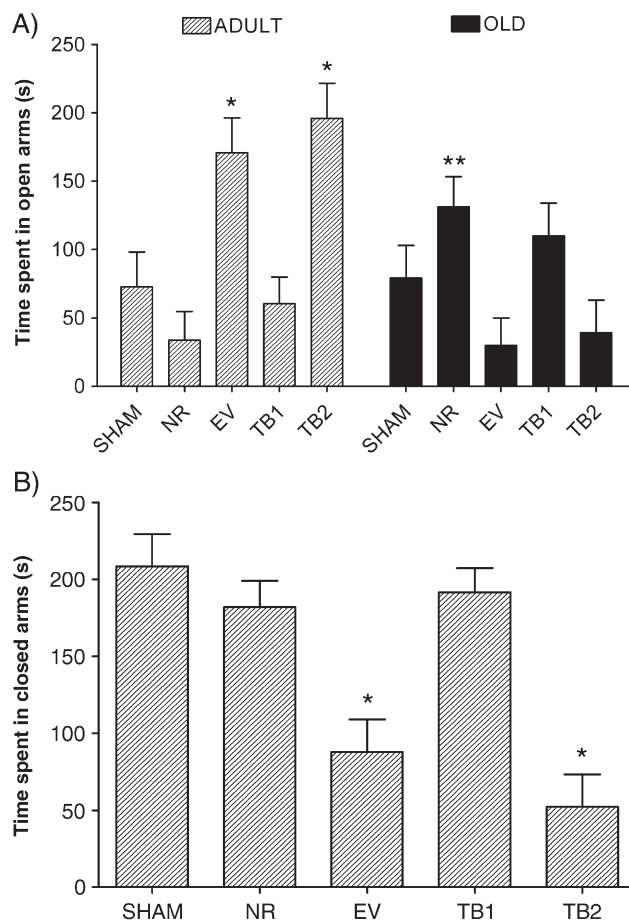 A)
ADULT
OLD
Time spent in open arms (s)
250
200
150
100
50
0
*
*
**
SHAM
NR
EV
TB1
TB2
SHAM
NR
EV
TB1
TB2
B)
Time spent in closed arms (s)
250
200
150
100
50
0
*
*
SHAM
NR
EV
TB1
TB2